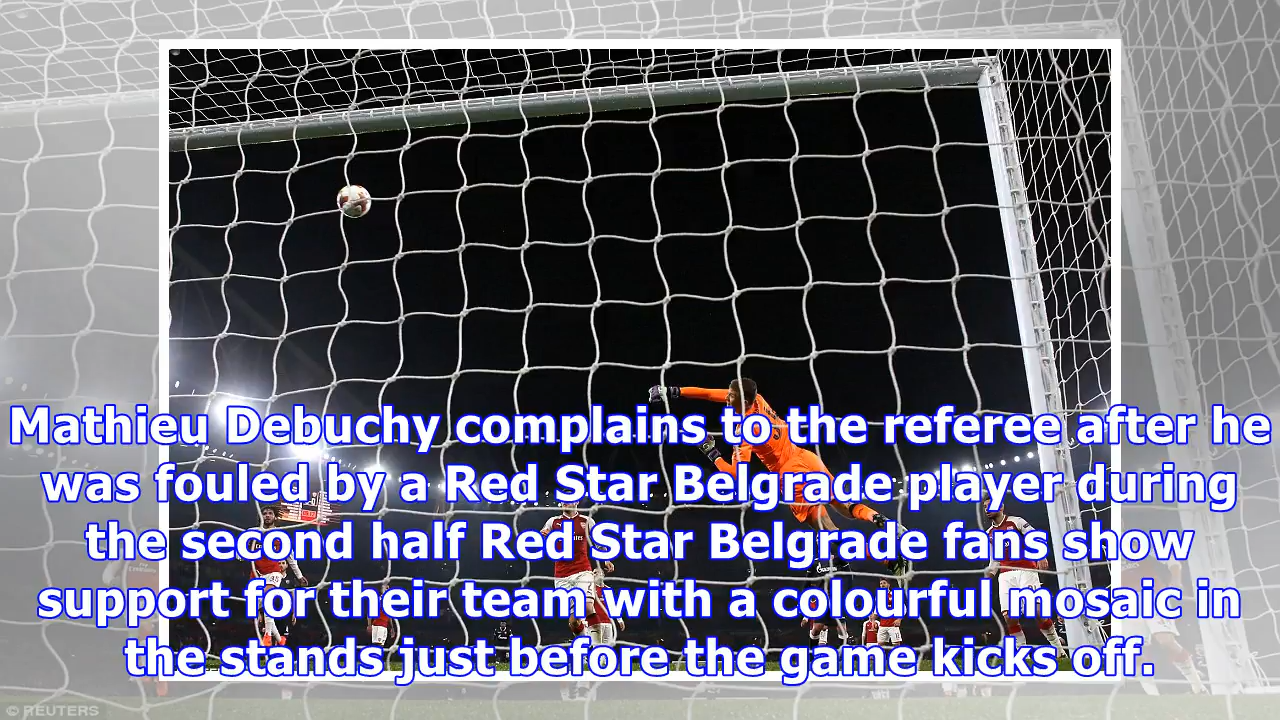 Mathieu Debuchy complains to the referee after he
was fouled by a Red Star Belgrade player during
the second half Red Star Belgrade fans show
support for their team with a colourful mosaic in
the stands just before the game kicks off.
© REUTERS